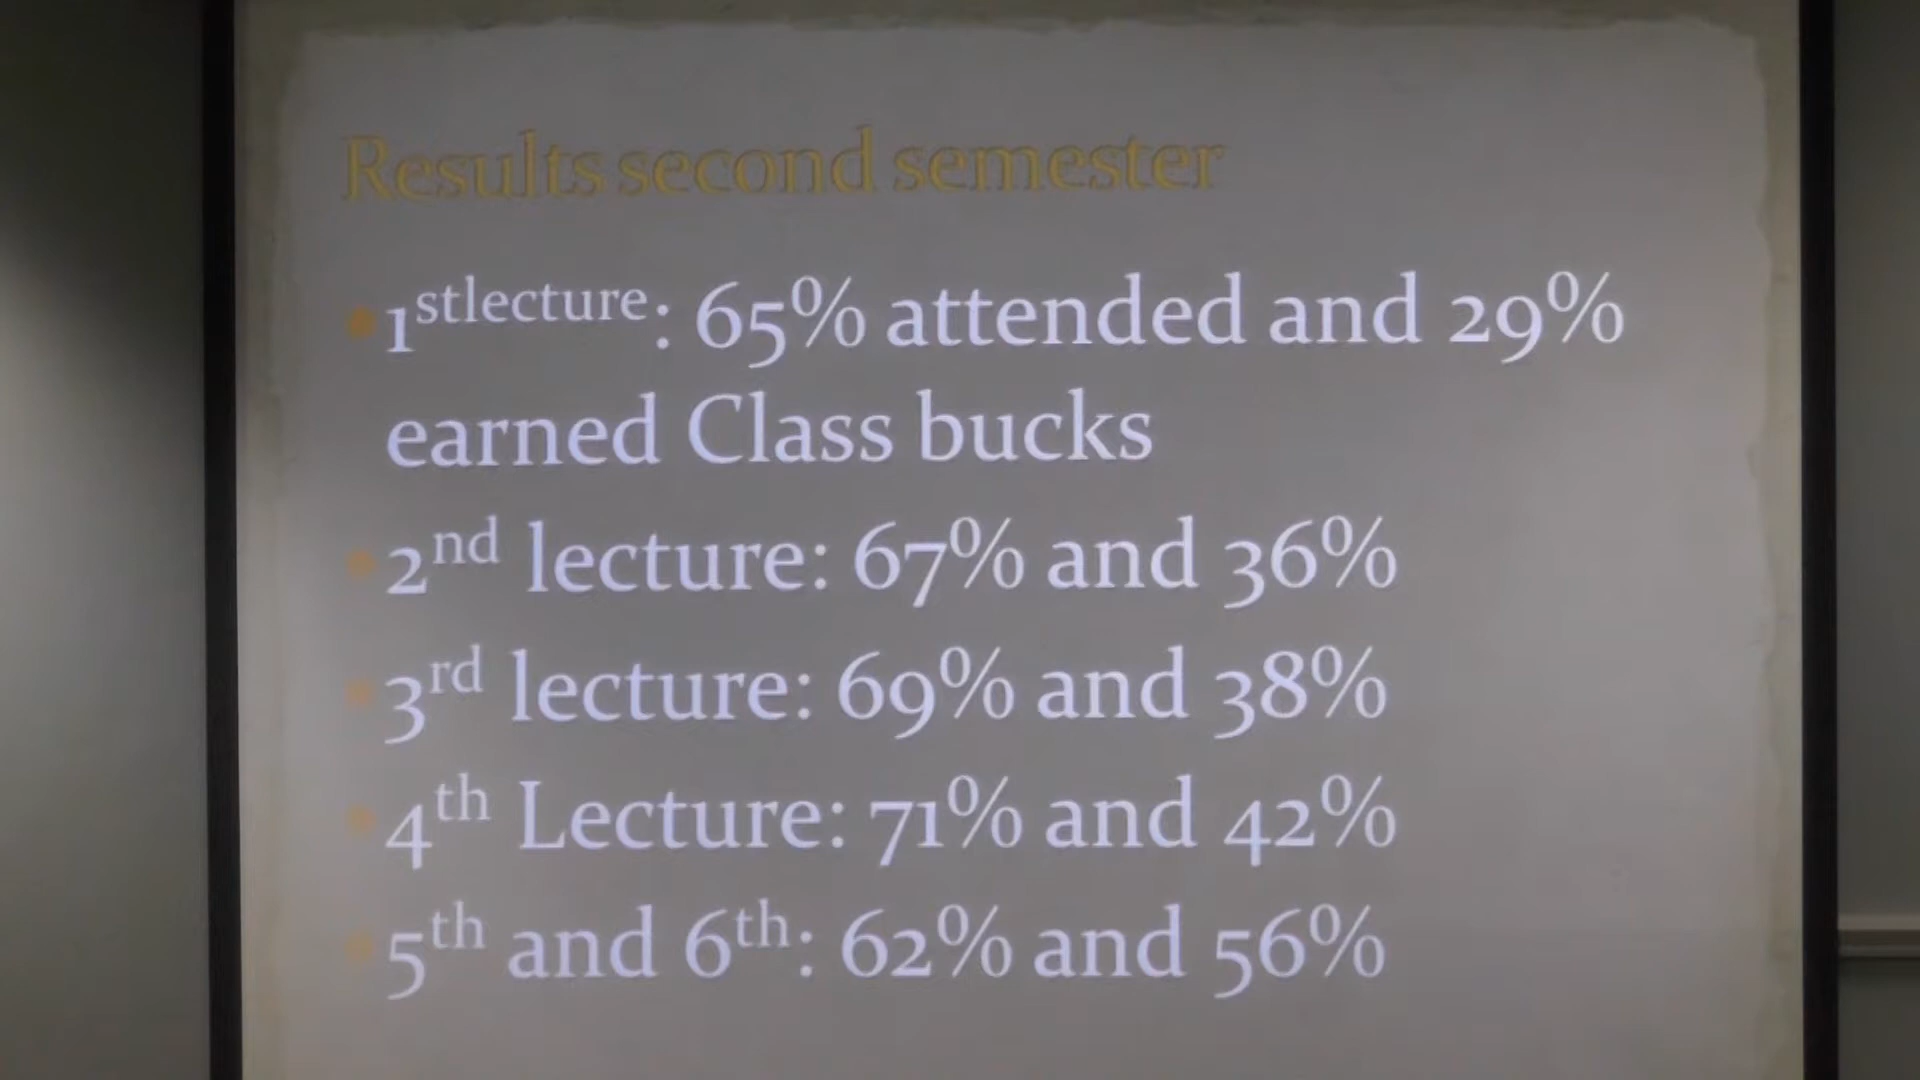 Results second semester
1stlecture: 65% attended and 29%
earned Class bucks
2nd lecture: 67% and 36%
3rd lecture: 69% and 38%
4th Lecture: 71% and 42%
5th and 6th: 62% and 56%